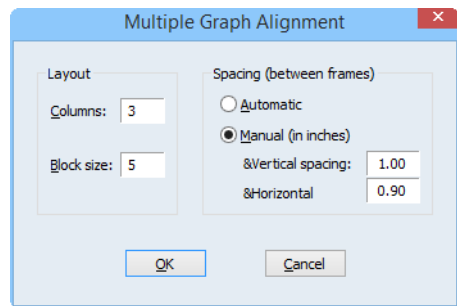 Multiple Graph Alignment
Layout
Columns: 3
Block size: 5
Spacing (between frames)
Automatic
Manual (in inches)
&Vertical spacing: 1.00
&Horizontal 0.90
OK Cancel